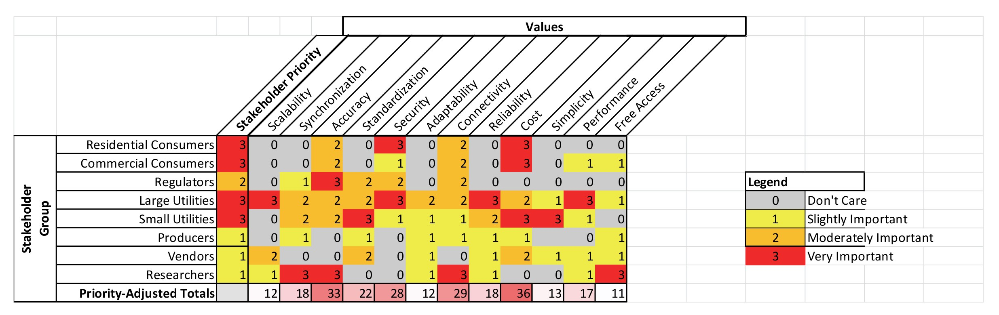 Values
Stakeholder Priority Scalability Synchronization Accuracy Standardization Security Adaptability Connectivity Reliability Cost Simplicity Performance Free Access
Stakeholder
Group
Residential Consumers 3 0 0 2 0 3 0 2 0 3 0 0 0
Commercial Consumers 3 0 0 2 0 1 0 2 0 3 0 1 1
Regulators 2 0 1 3 2 2 0 2 0 0 0 0 0
Large Utilities 3 3 2 2 2 3 2 2 3 2 1 3 1
Small Utilities 3 0 2 2 3 1 1 1 2 3 3 1 0
Producers 1 0 1 0 1 0 1 1 1 1 0 1
Vendors 1 2 0 0 2 0 1 0 1 2 1 1 1
Researchers 1 1 3 3 0 0 1 3 1 0 0 1 3
Priority-Adjusted Totals 12 18 33 22 28 12 29 18 36 13 17 11
Legend
0 Don't Care
1 Slightly Important
2 Moderately Important
3 Very Important